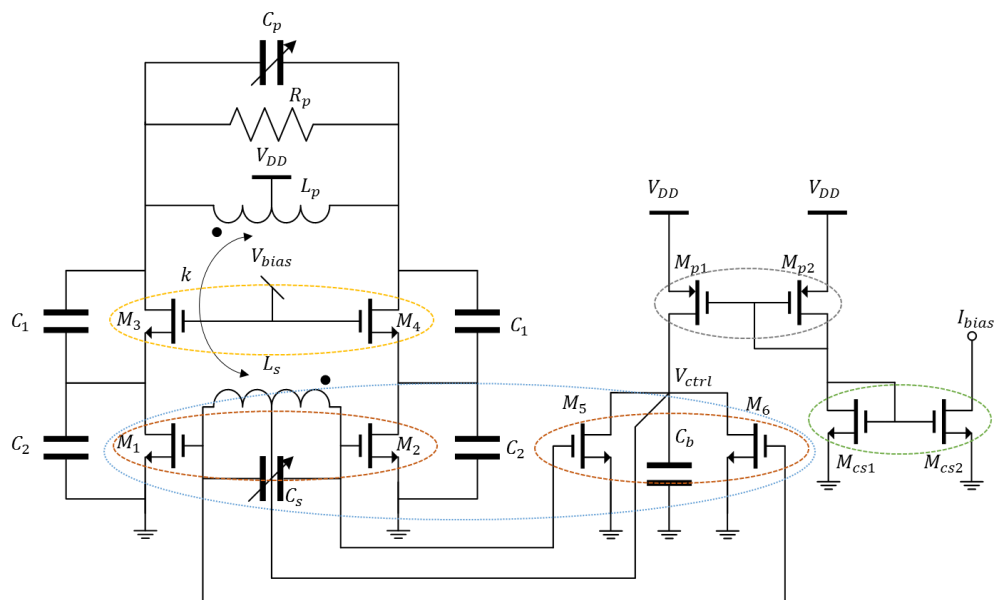 C_p
R_p
V_DD
L_p
V_DD
V_DD
k
V_bias
M_p1
M_p2
C_1
M_3
M_4
C_1
I_bias
L_s
V_ctrl
C_2
M_1
M_2
C_2
M_5
M_6
C_b
C_s
M_cs1
M_cs2